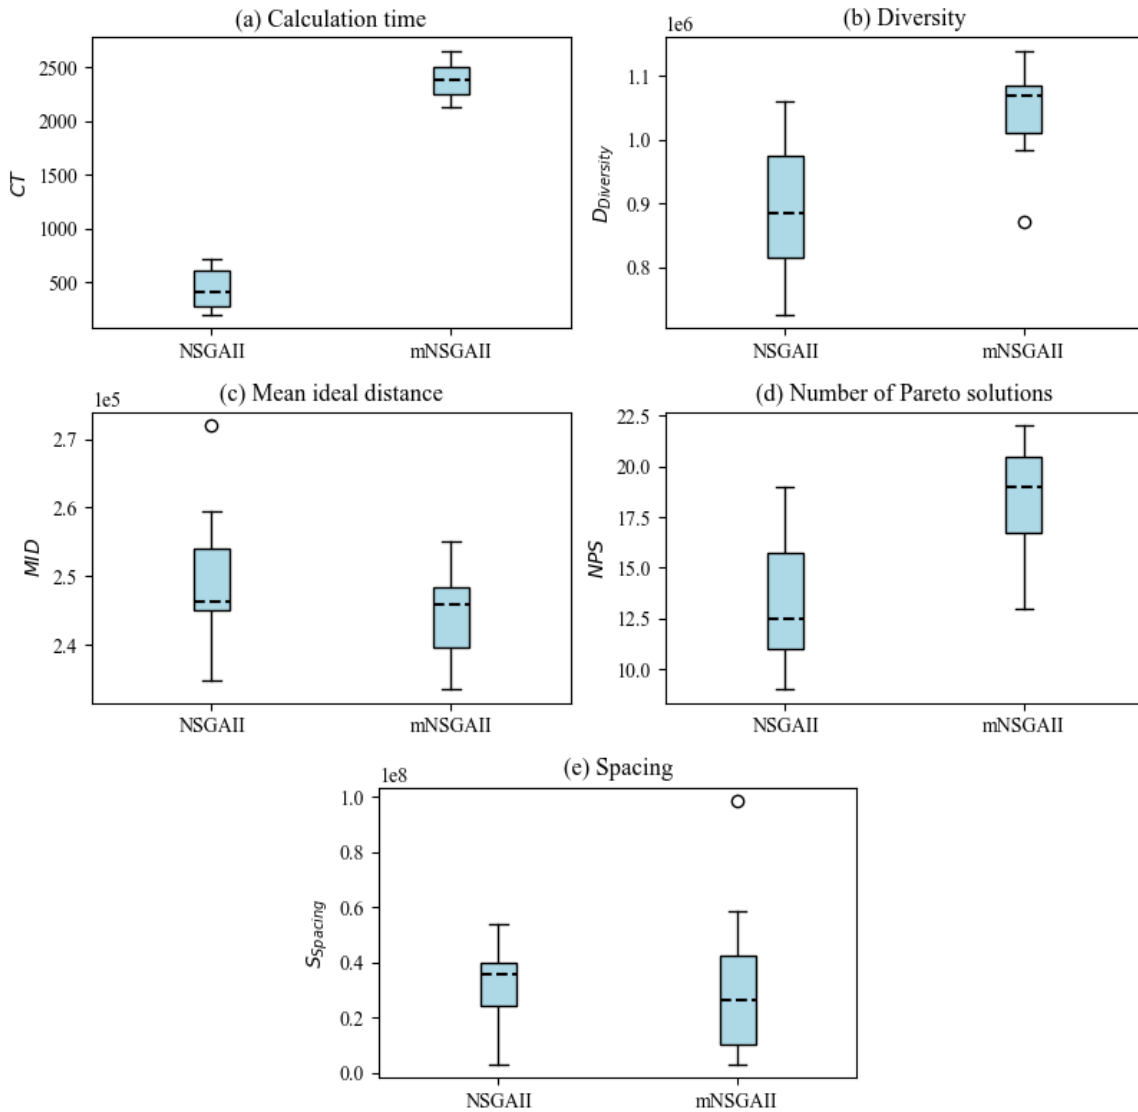 (a) Calculation time
2500
2000
1500
1000
500
CT
NSGAII mNSGAII
(b) Diversity
1e6
1.1
1.0
0.9
0.8
D_Diversity
NSGAII mNSGAII
(c) Mean ideal distance
1e5
2.7
2.6
2.5
2.4
MID
NSGAII mNSGAII
(d) Number of Pareto solutions
22.5
20.0
17.5
15.0
12.5
10.0
NPS
NSGAII mNSGAII
(e) Spacing
1e8
1.0
0.8
0.6
0.4
0.2
0.0
S_Spacing
NSGAII mNSGAII